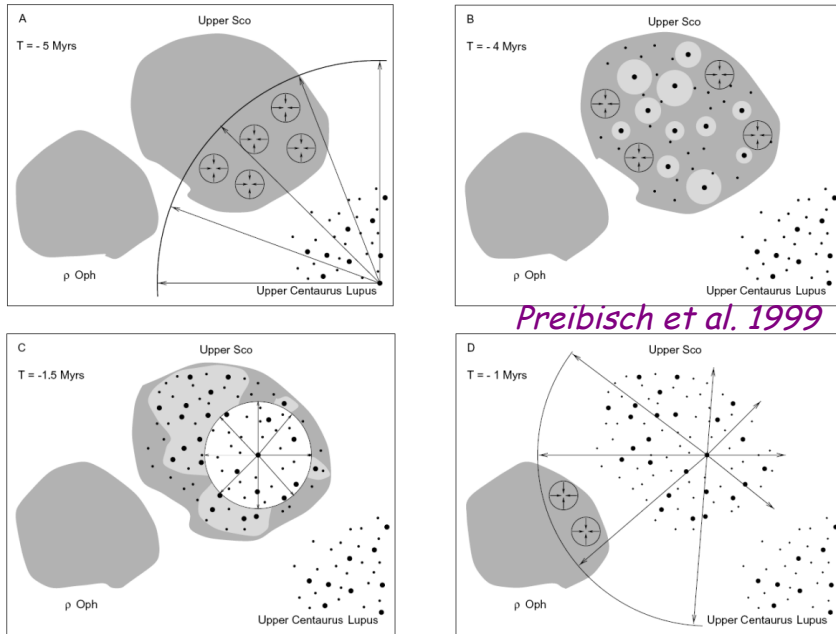 A
Upper Sco
T = - 5 Myrs
ρ Oph
Upper Centaurus Lupus
B
Upper Sco
T = - 4 Myrs
ρ Oph
Upper Centaurus Lupus
Preibisch et al. 1999
C
Upper Sco
T = -1.5 Myrs
ρ Oph
Upper Centaurus Lupus
D
Upper Sco
T = - 1 Myrs
ρ Oph
Upper Centaurus Lupus